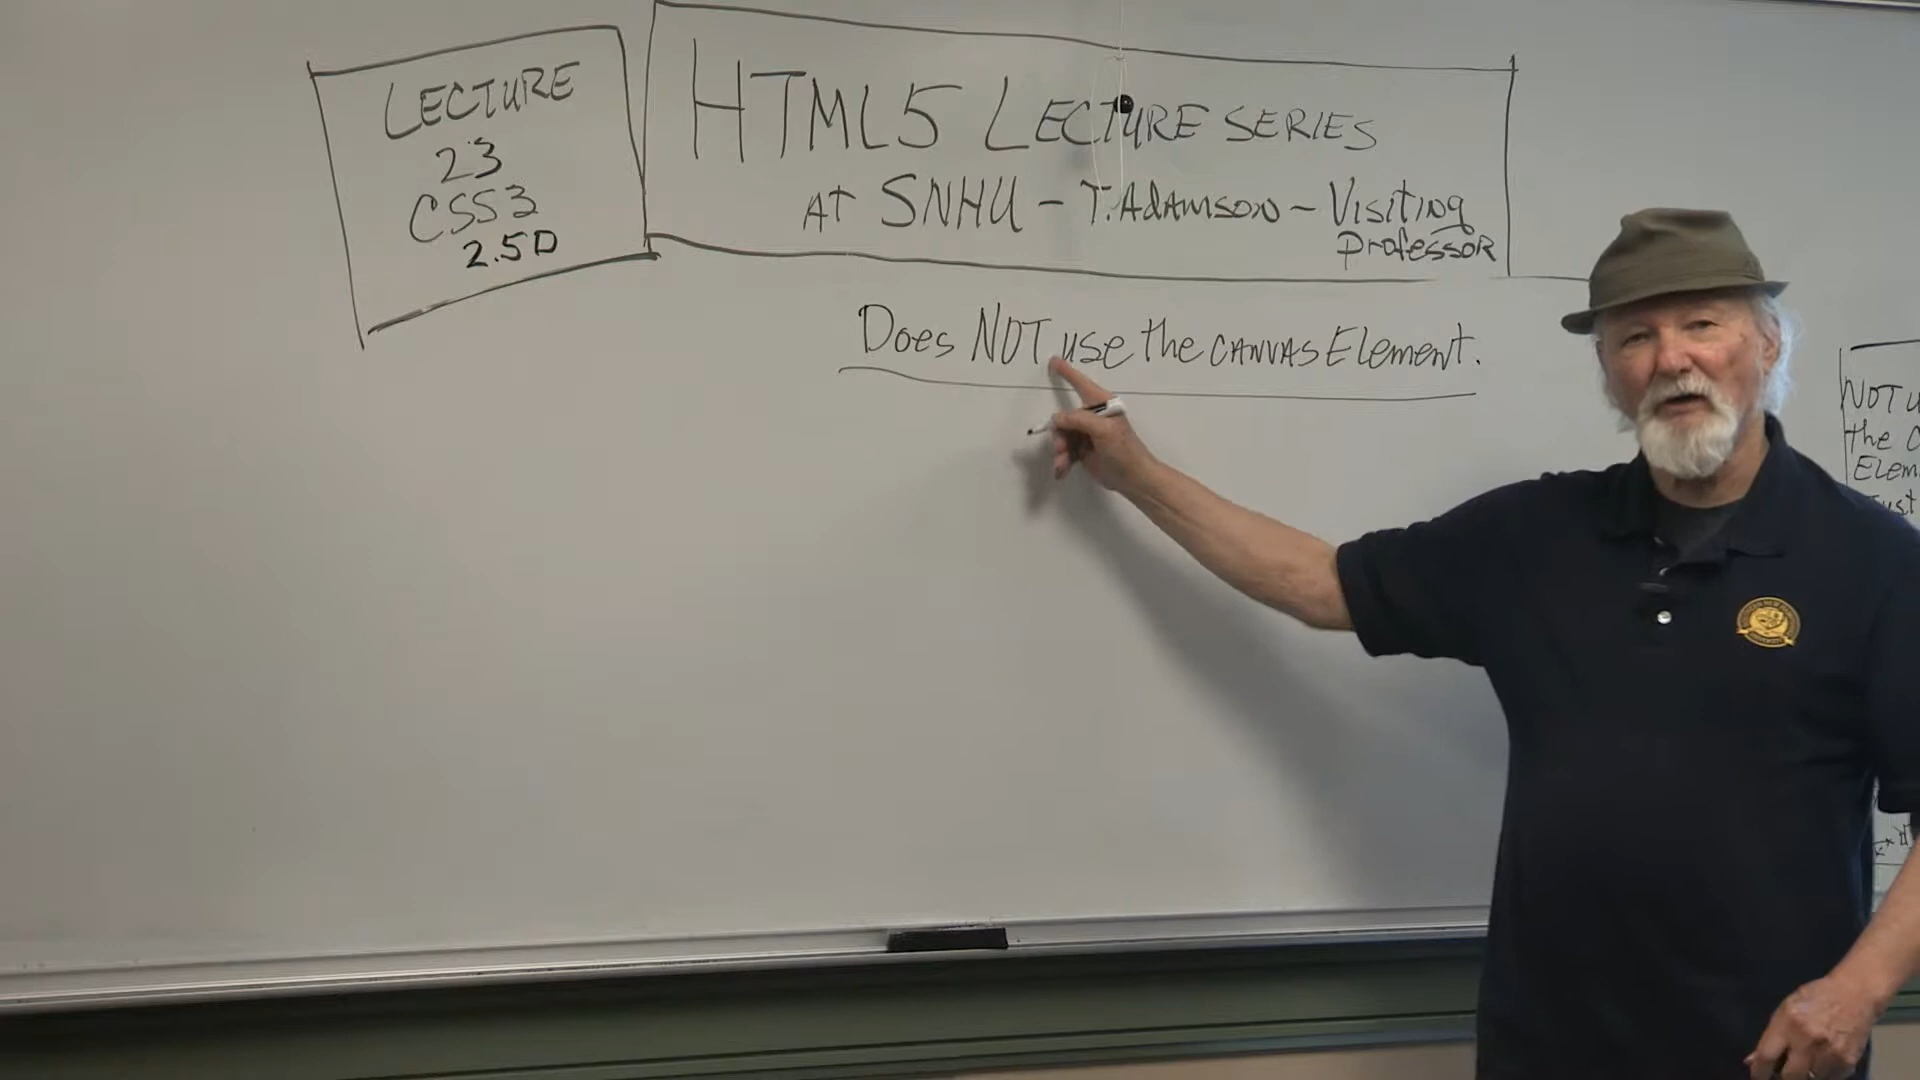 LECTURE
23
CSS3
2.5D
HTML5 LECTURE SERIES
AT SNHU - T. ADAMSON - VISITING
PROFESSOR
Does NOT use the CANVAS Element.
NOT
the